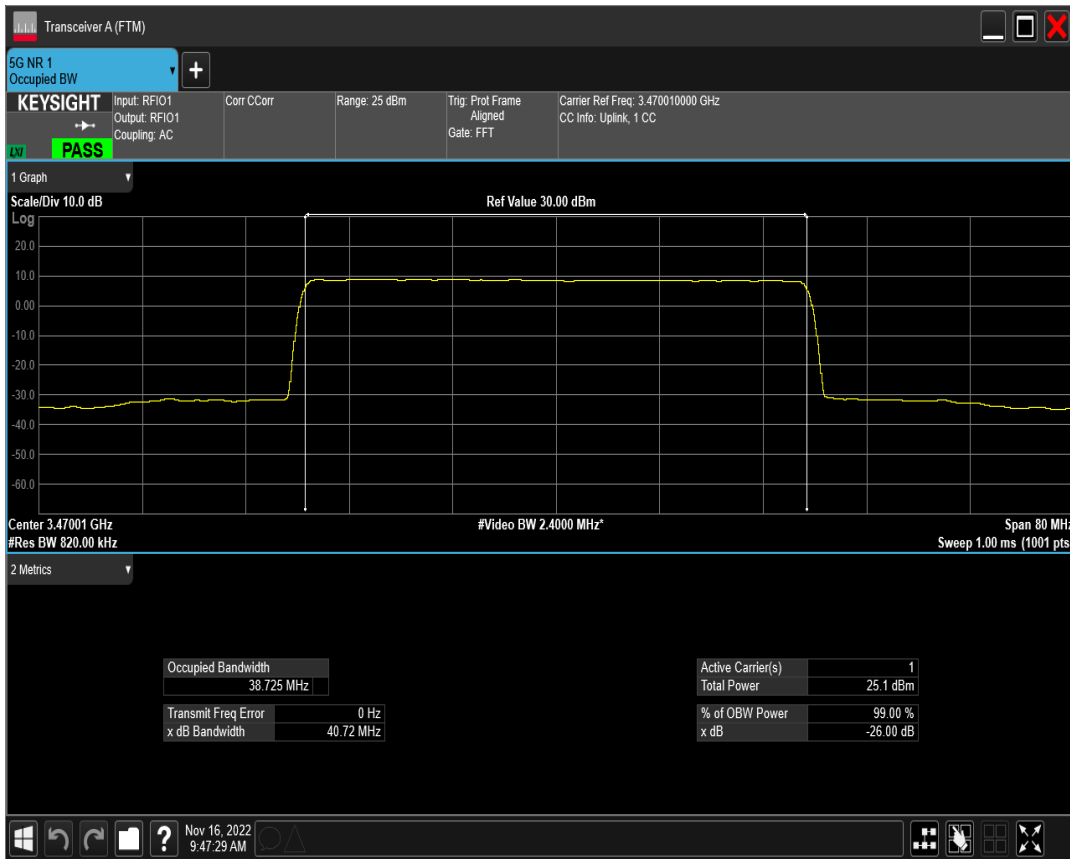 Transceiver A (FTM)
5G NR 1
Occupied BW
KEYSIGHT
LXI
PASS
Input: RFIO1
Output: RFIO1
Coupling: AC
Corr CCorr
Range: 25 dBm
Trig: Prot Frame
Aligned
Gate: FFT
Carrier Ref Freq: 3.470010000 GHz
CC Info: Uplink, 1 CC
1 Graph
Scale/Div 10.0 dB
Ref Value 30.00 dBm
Log
20.0
10.0
0.00
-10.0
-20.0
-30.0
-40.0
-50.0
-60.0
Center 3.47001 GHz
#Video BW 2.4000 MHz*
Span 80 MHz
#Res BW 820.00 kHz
Sweep 1.00 ms (1001 pts
2 Metrics
Occupied Bandwidth
38.725 MHz
Transmit Freq Error 0 Hz
x dB Bandwidth 40.72 MHz
Active Carrier(s) 1
Total Power 25.1 dBm
% of OBW Power 99.00 %
x dB -26.00 dB
?
Nov 16, 2022
9:47:29 AM